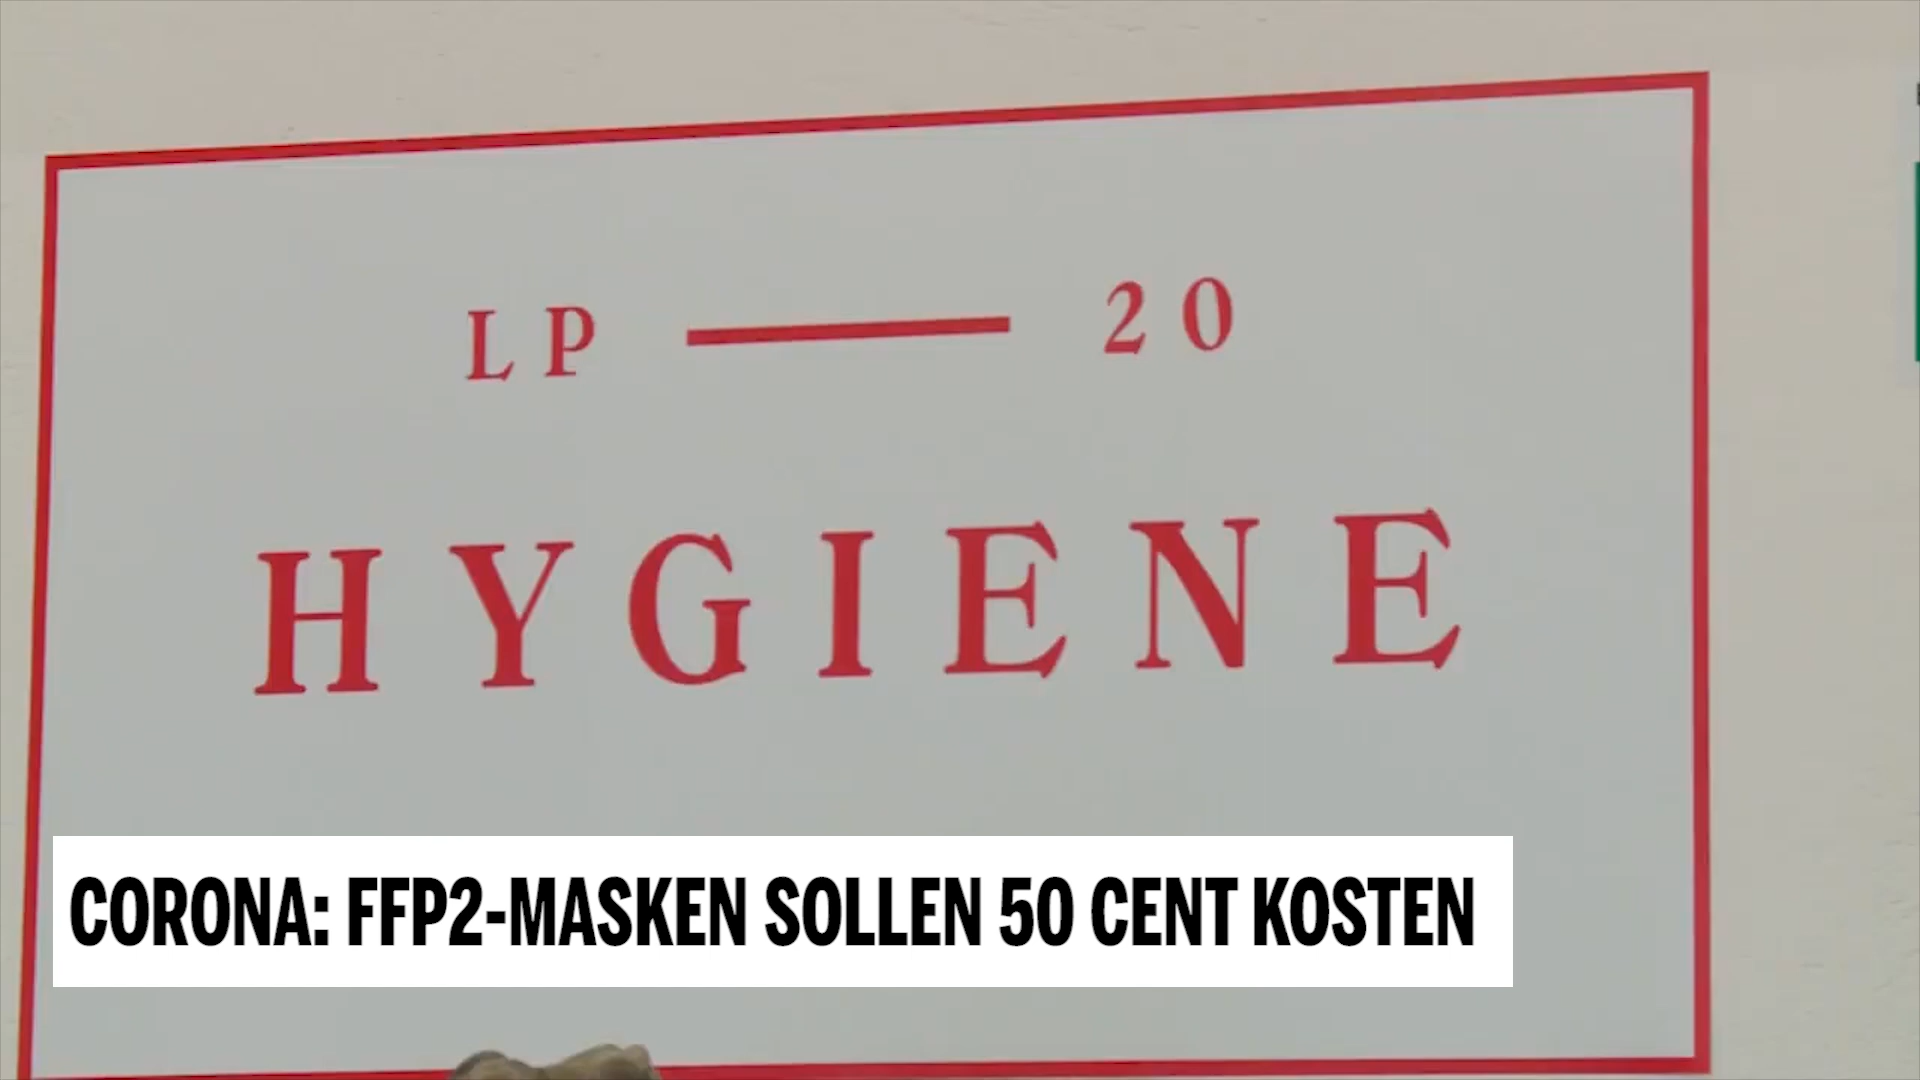 LP — 20
HYGIENE
CORONA: FFP2-MASKEN SOLLEN 50 CENT KOSTEN